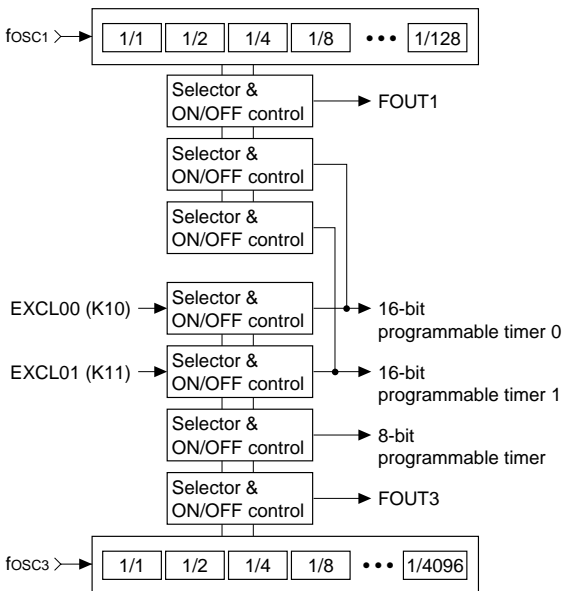 fOSC1 1/1 1/2 1/4 1/8 ••• 1/128
Selector &
ON/OFF control
FOUT1
Selector &
ON/OFF control
Selector &
ON/OFF control
EXCL00 (K10)
Selector &
ON/OFF control
16-bit
programmable timer 0
EXCL01 (K11)
Selector &
ON/OFF control
16-bit
programmable timer 1
Selector &
ON/OFF control
8-bit
programmable timer
Selector &
ON/OFF control
FOUT3
fOSC3 1/1 1/2 1/4 1/8 ••• 1/4096